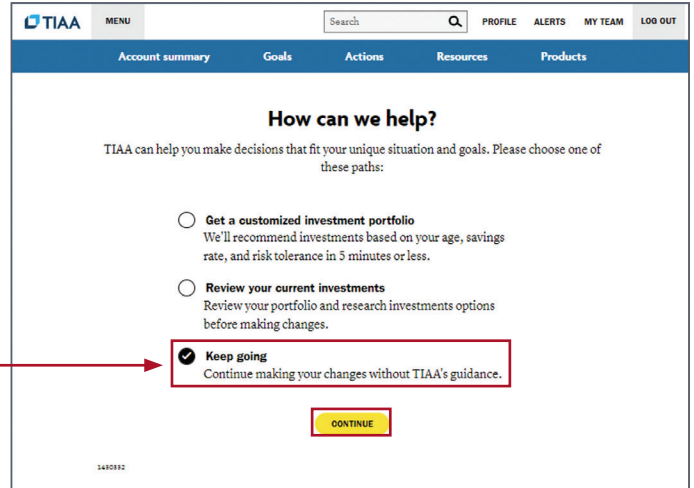 TIAA MENU Search PROFILE ALERTS MY TEAM LOG OUT
Account summary Goals Actions Resources Products
How can we help?
TIAA can help you make decisions that fit your unique situation and goals. Please choose one of
these paths:
Get a customized investment portfolio
We'll recommend investments based on your age, savings
rate, and risk tolerance in 5 minutes or less.
Review your current investments
Review your portfolio and research investments options
before making changes.
Keep going
Continue making your changes without TIAA's guidance.
CONTINUE
1430332